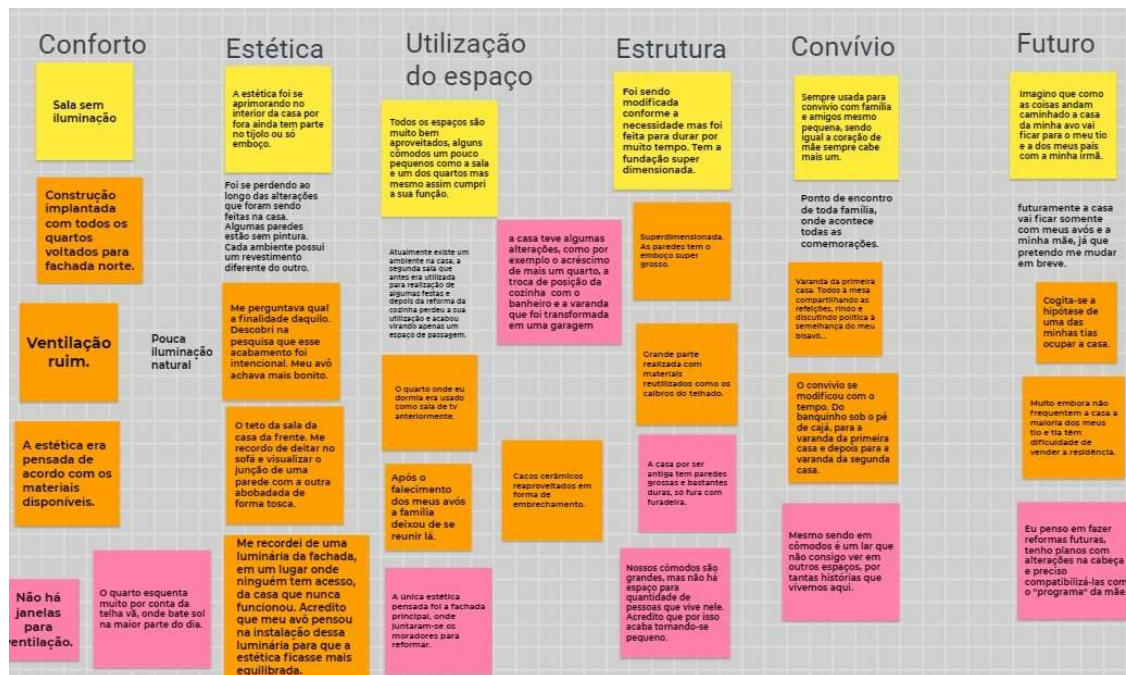 Conforto
Sala sem
iluminação
Construção
implantada
com todos os
quartos
voltados para
fachada norte.
Ventilação
ruim.
Pouca
iluminação
natural
A estética era
pensada de
acordo com os
materiais
disponíveis.
Não há
janelas
para
ventilação.
O quarto esquenta
muito por conta da
telha vã, onde bate sol
na maior parte do dia.
Estética
A estética foi se
aprimorando no
interior da casa por
fora ainda tem parte
no tijolo ou só
emboço.
Foi se perdendo ao
longo das alterações
que foram sendo
feitas na casa.
Algumas paredes
estão sem pintura.
Cada ambiente possui
um revestimento
diferente do outro.
Me perguntava qual
a finalidade daquilo.
Descobri na
pesquisa que esse
acabamento foi
intencional. Meu avô
achava mais bonito.
O teto da sala da
casa da frente. Me
recordo de deitar no
sofá e visualizar o
junção de uma
parede com a outra
abobadada de
forma tosca.
Me recordei de uma
luminária da fachada,
em um lugar onde
ninguém tem acesso,
da casa que nunca
funcionou. Acredito
que meu avô pensou
na instalação dessa
luminária para que a
estética ficasse mais
equilibrada.
Utilização
do espaço
Todos os espaços são
muito bem
aproveitados, alguns
cômodos um pouco
pequenos como a sala
e um dos quartos mas
mesmo assim cumpri
a sua função.
Atualmente existe um
ambiente na casa, a
segunda sala que
antes era utilizada
para realização de
algumas festas e
depois da reforma da
cozinha perdeu a sua
utilização e acabou
virando apenas um
espaço de passagem.
a casa teve algumas
alterações, como por
exemplo o acréscimo
de mais um quarto, a
troca de posição da
cozinha com o
banheiro e a varanda
que foi transformada
em uma garagem
O quarto onde eu
dormia era usado
como sala de tv
anteriormente.
Após o
falecimento
dos meus avós a
família
deixou de se
reunir lá.
Cacos cerâmicos
reaproveitados em
forma de
embrechamento.
A única estética
pensada foi a fachada
principal, onde
juntaram-se os
moradores para
reformar.
Estrutura
Foi sendo
modificada
conforme a
necessidade mas foi
feita para durar por
muito tempo. Tem a
fundação super
dimensionada.
Superdimensionada.
As paredes tem o
emboço super
grosso.
Grande parte
realizada com
materiais
reutilizados como os
caibros do telhado.
A casa por ser
antiga tem paredes
grossas e bastantes
duras, só fura com
furadeira.
Nossos cômodos são
grandes, mas não há
espaço para
quantidade de
pessoas que vive nele.
Acredito que por isso
acaba tornando-se
pequeno.
Convívio
Sempre usada para
convivio com família
e amigos mesmo
pequena, sendo
igual a coração de
mãe sempre cabe
mais um.
Ponto de encontro
de toda família,
onde acontece
todas as
comemorações.
Varanda da primeira
casa. Todos à mesa
compartilhando as
refeições, rindo e
discutindo política à
semelhança do meu
bisavô...
O convívio se
modificou com o
tempo. Do
banquinho sob o pé
de cajá, para a
varanda da primeira
casa e depois para a
varanda da segunda
casa.
Mesmo sendo em
cômodos é um lar que
não consigo ver em
outros espaços, por
tantas histórias que
vivemos aqui.
Futuro
Imagino que como
as coisas andam
caminhado a casa
da minha avo vai
ficar para o meu tio
e a dos meus pais
com a minha irmã.
futuramente a casa
vai ficar somente
com meus avós e a
minha mãe, já que
pretendo me mudar
em breve.
Cogita-se a
hipótese de
uma das
minhas tias
ocupar a casa.
Muito embora não
frequentem a casa a
maioria dos meus
tio e tia têm
dificuldade de
vender a residência.
Eu penso em fazer
reformas futuras,
tenho planos com
alterações na cabeça
e preciso
compatibilizá-las com
o "programa" da mãe.